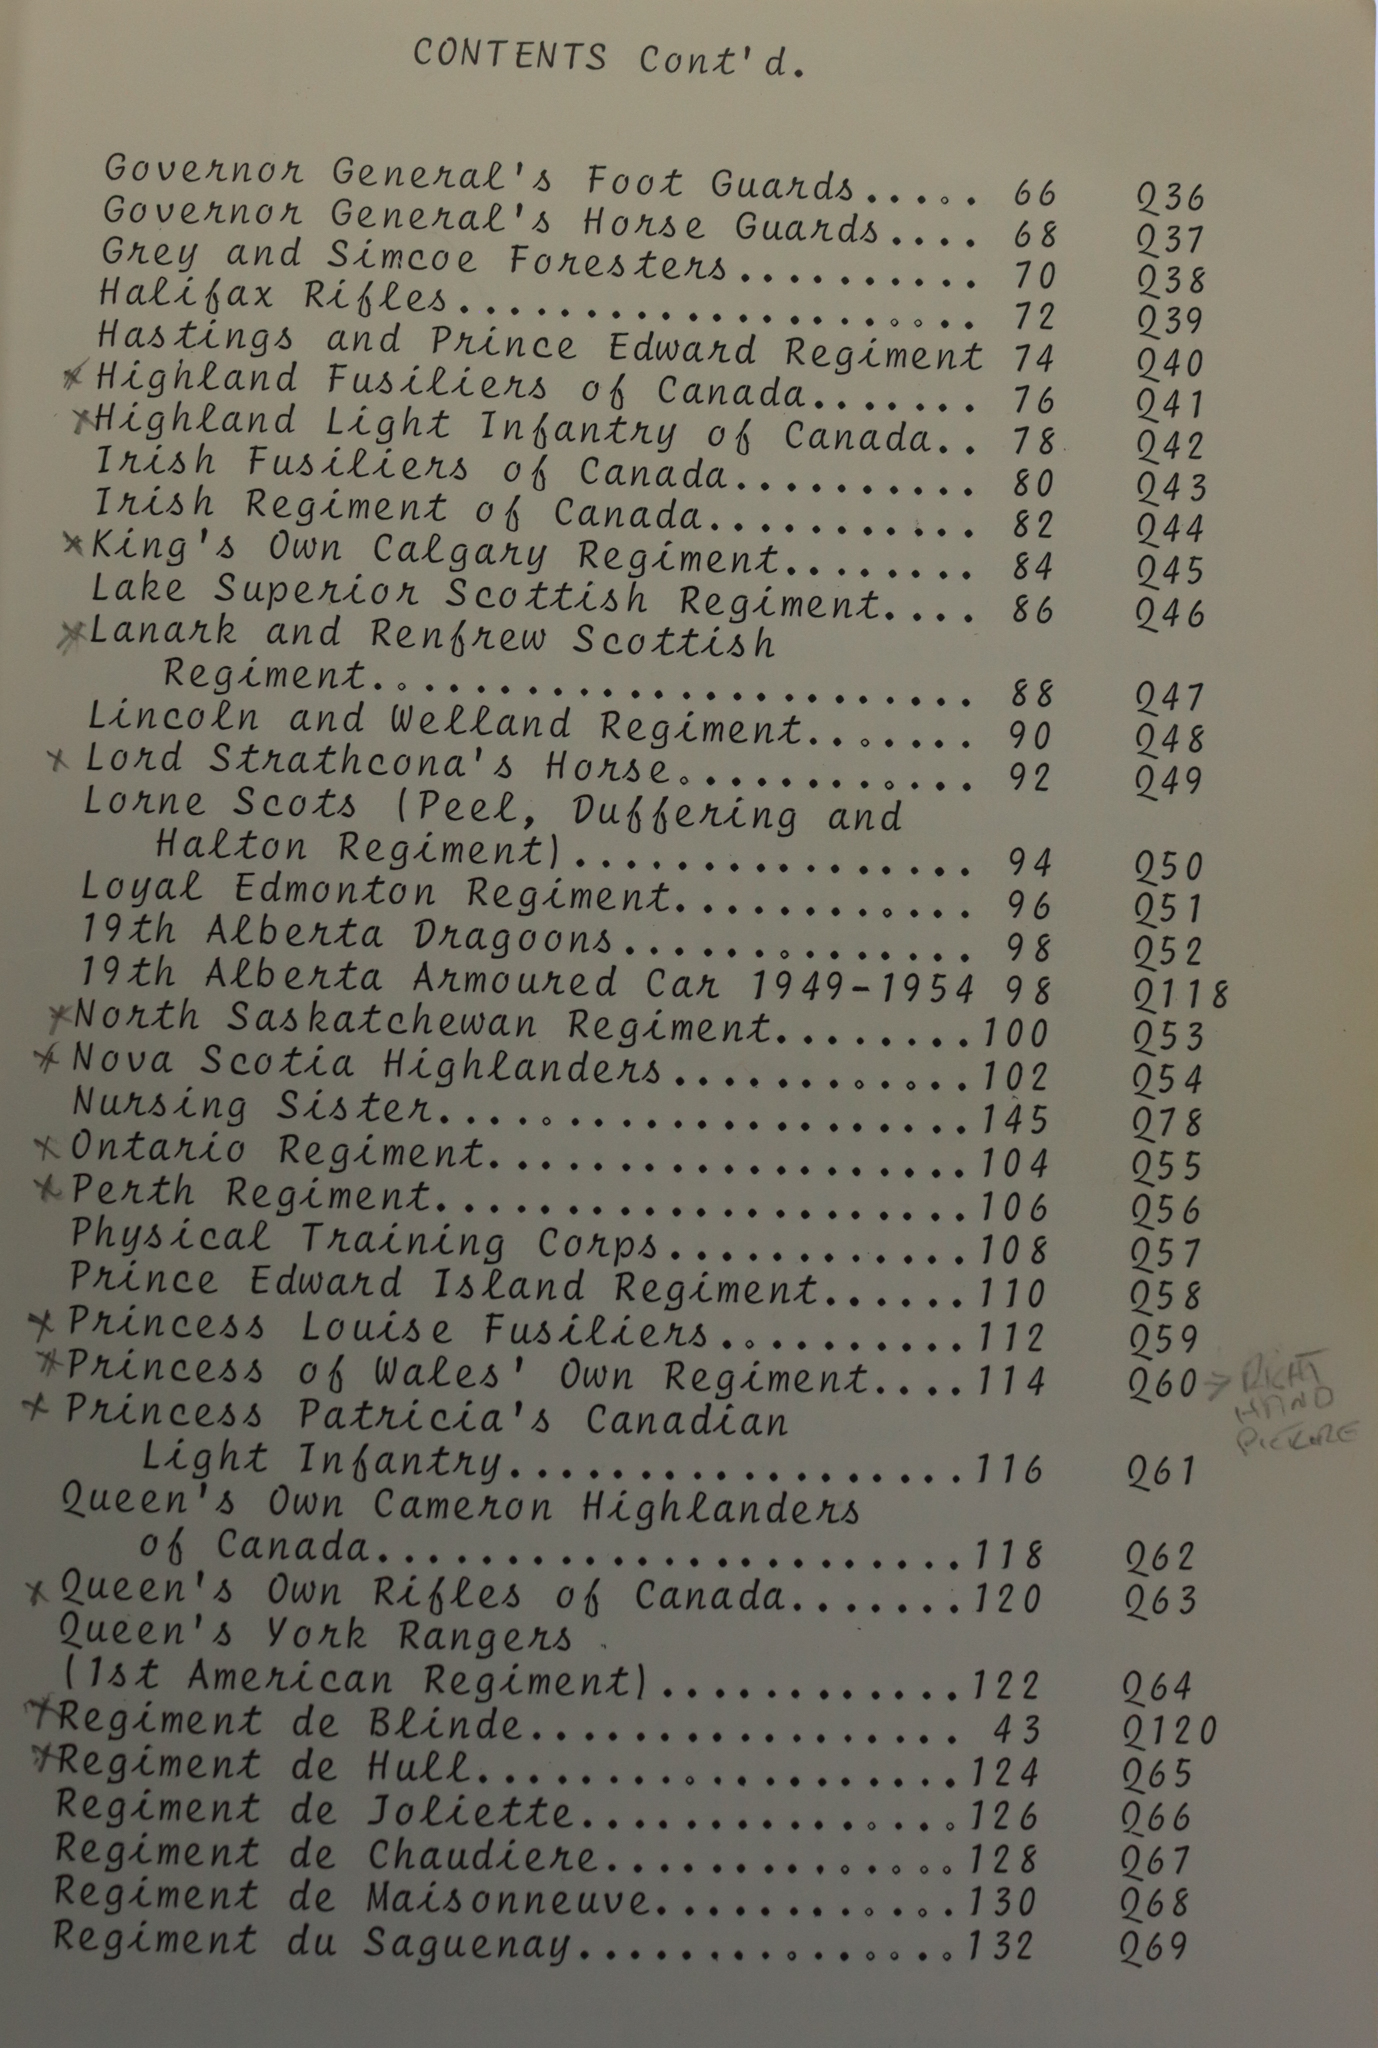 CONTENTS Cont'd.
Governor General's Foot Guards..... 66 Q36
Governor General's Horse Guards.... 68 Q37
Grey and Simcoe Foresters.......... 70 Q38
Halifax Rifles.................... 72 Q39
Hastings and Prince Edward Regiment 74 Q40
x Highland Fusiliers of Canada....... 76 Q41
x Highland Light Infantry of Canada.. 78 Q42
Irish Fusiliers of Canada.......... 80 Q43
Irish Regiment of Canada........... 82 Q44
x King's Own Calgary Regiment........ 84 Q45
Lake Superior Scottish Regiment.... 86 Q46
x Lanark and Renfrew Scottish
Regiment........................ 88 Q47
Lincoln and Welland Regiment....... 90 Q48
x Lord Strathcona's Horse............ 92 Q49
Lorne Scots (Peel, Duffering and
Halton Regiment)................ 94 Q50
Loyal Edmonton Regiment............ 96 Q51
19th Alberta Dragoons.............. 98 Q52
19th Alberta Armoured Car 1949-1954 98 Q118
x North Saskatchewan Regiment........100 Q53
x Nova Scotia Highlanders............102 Q54
Nursing Sister.....................145 Q78
x Ontario Regiment...................104 Q55
x Perth Regiment.....................106 Q56
Physical Training Corps............108 Q57
Prince Edward Island Regiment......110 Q58
x Princess Louise Fusiliers..........112 Q59
x Princess of Wales' Own Regiment....114 Q60 → RIGHT
HAND
PICTURE
x Princess Patricia's Canadian
Light Infantry..................116 Q61
Queen's Own Cameron Highlanders
of Canada.......................118 Q62
x Queen's Own Rifles of Canada.......120 Q63
Queen's York Rangers
(1st American Regiment)............122 Q64
x Regiment de Blinde................. 43 Q120
x Regiment de Hull...................124 Q65
Regiment de Joliette...............126 Q66
Regiment de Chaudiere..............128 Q67
Regiment de Maisonneuve............130 Q68
Regiment du Saguenay...............132 Q69